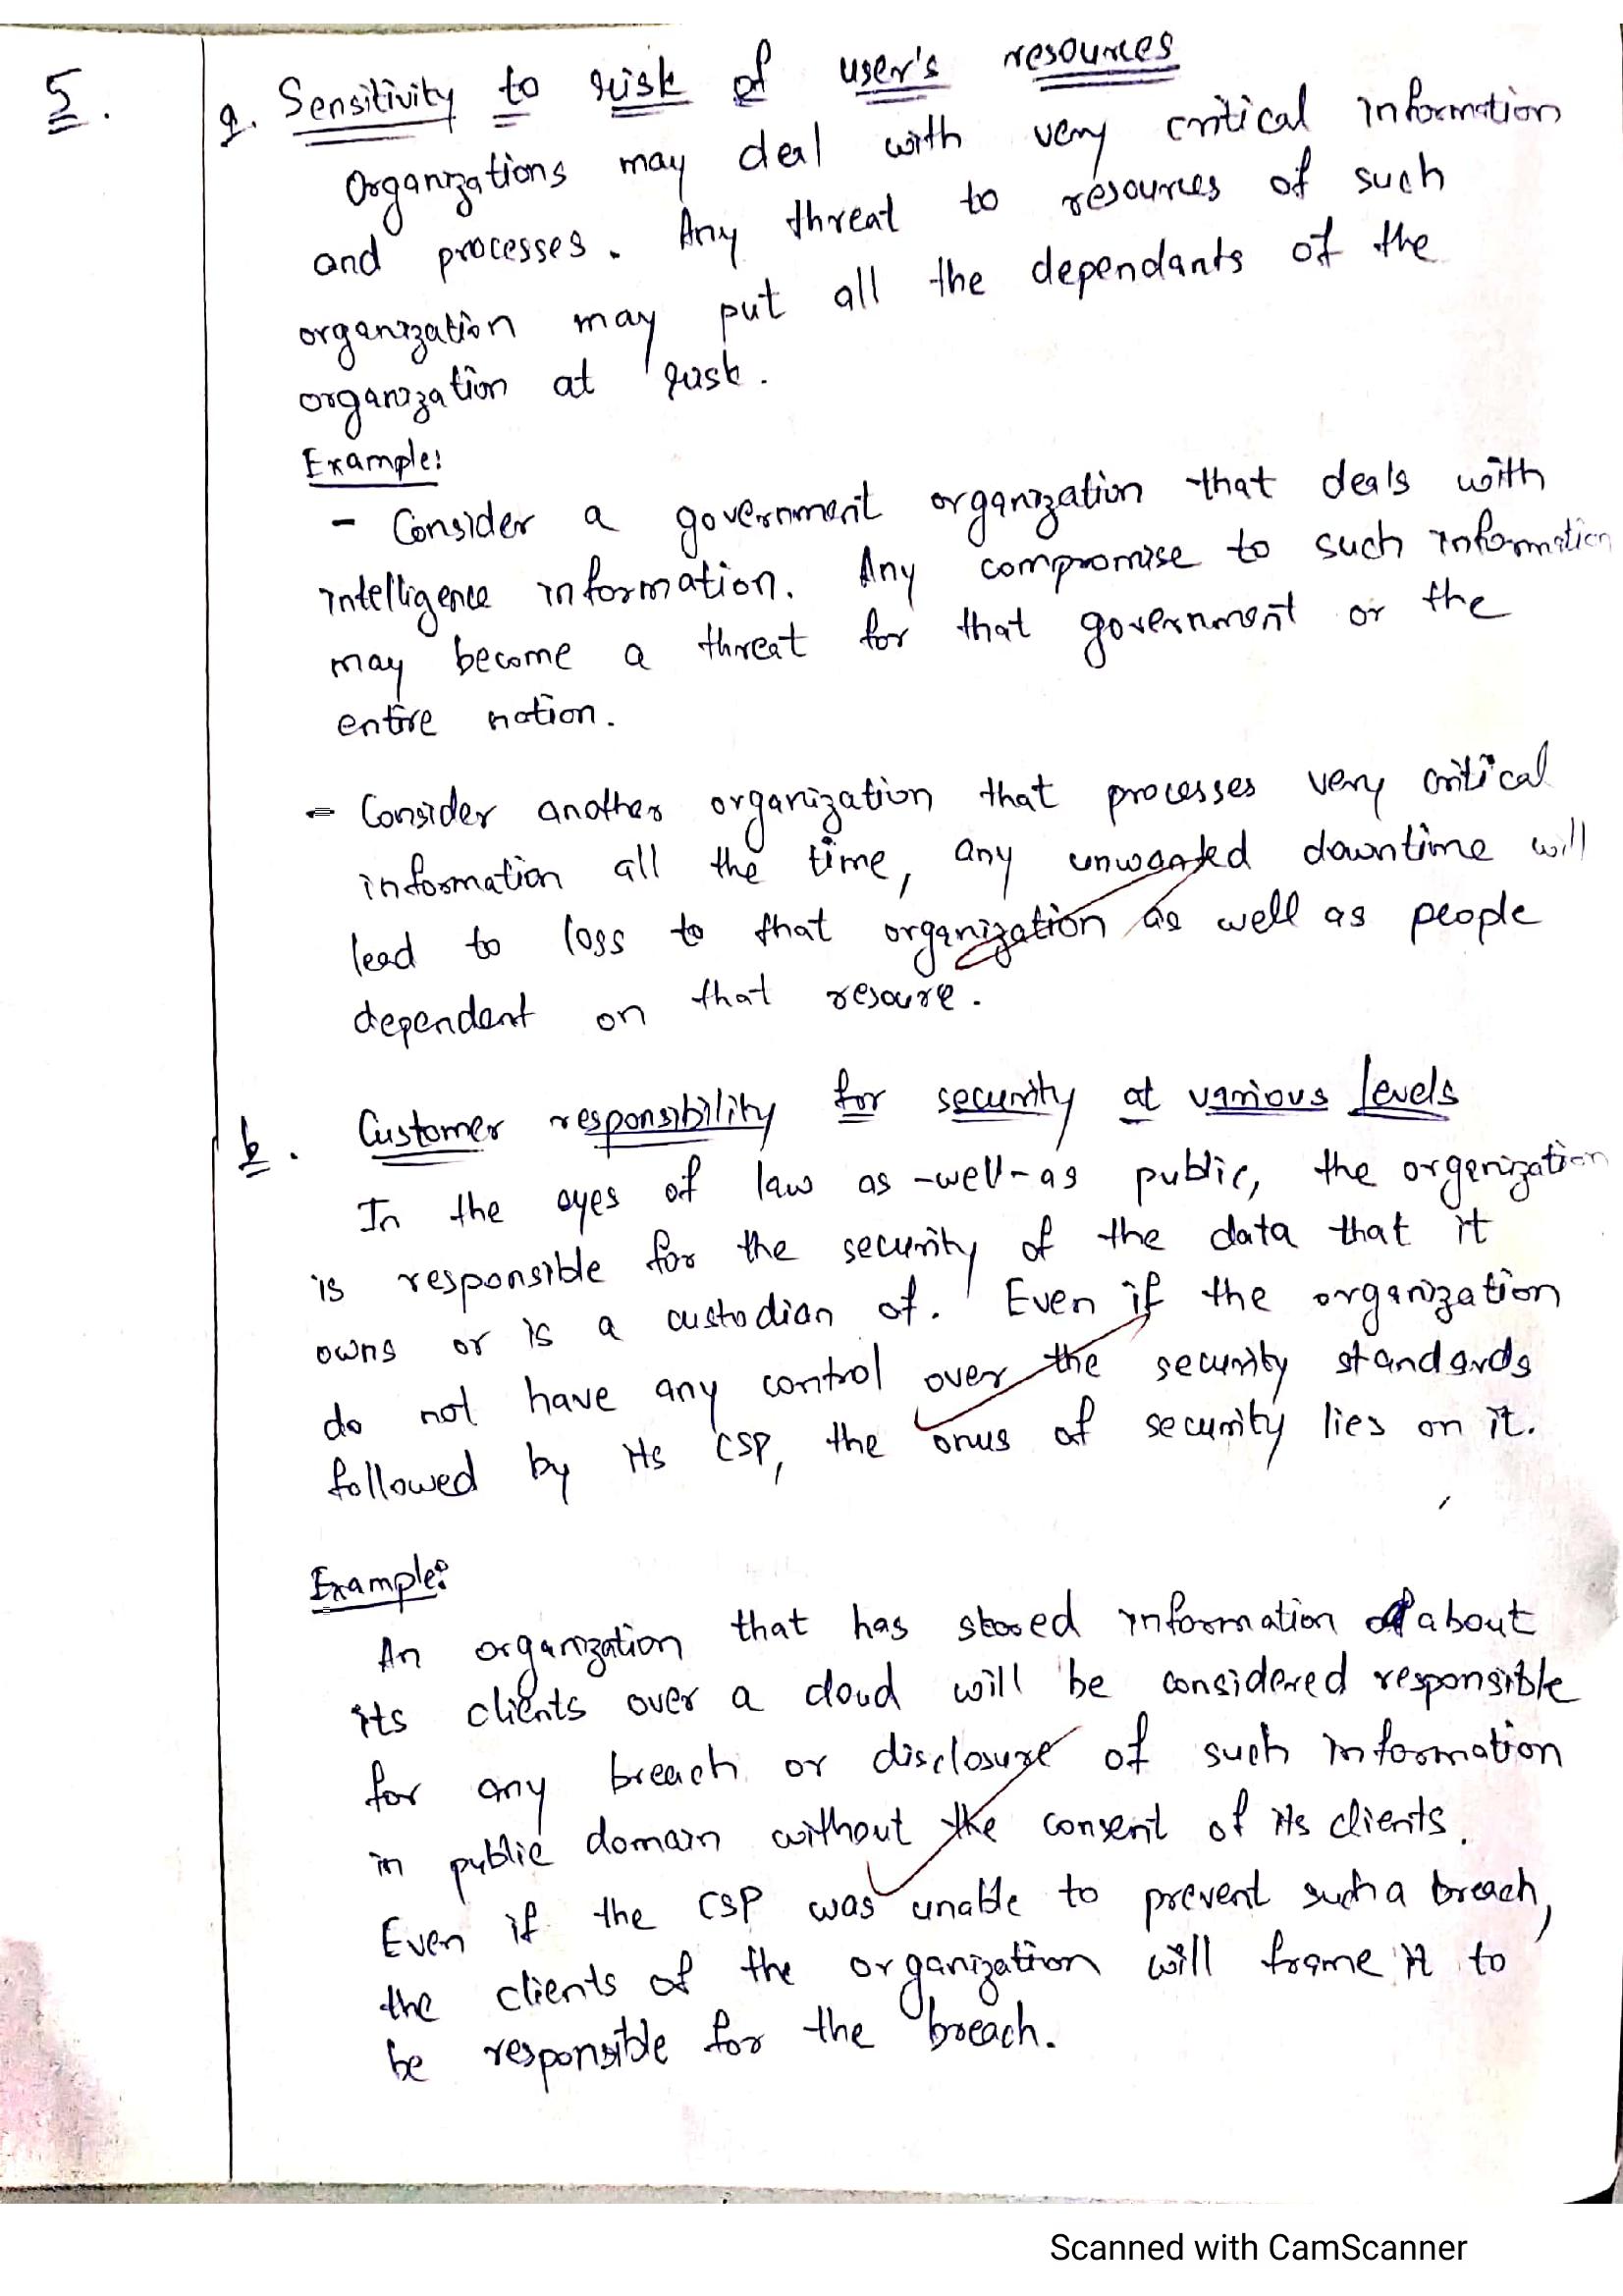 5.
a. Sensitivity to risk of user's resources
Organizations may deal with very critical information
and processes. Any threat to resources of such
organization may put all the dependants of the
organization at risk.
Example:
- Consider a government organization that deals with
intelligence information. Any compromise to such information
may become a threat for that government or the
entire nation.
- Consider another organization that processes very critical
information all the time, any unwanted downtime will
lead to loss to that organization as well as people
dependent on that resoure.
b. Customer responsibility for security at various levels
In the eyes of law as-well-as public, the organization
is responsible for the security of the data that it
owns or is a custodian of. Even if the organization
do not have any control over the security standards
followed by its CSP, the onus of security lies on it.
Example:
An organization that has stored information about
its clients over a cloud will be considered responsible
for any breach or disclosure of such information
in public domain without the consent of its clients.
Even if the CSP was unable to prevent such a breach,
the clients of the organization will frame it to
be responsible for the breach.
Scanned with CamScanner